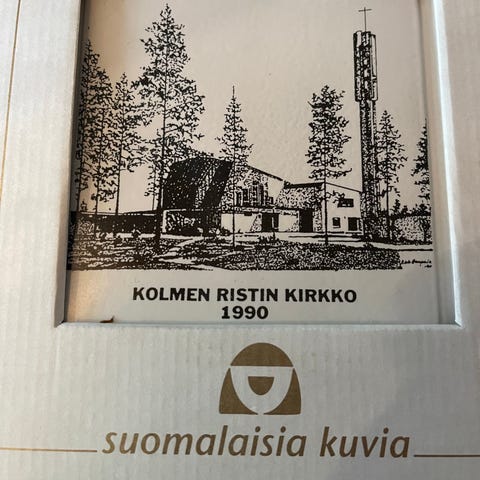 KOLMEN RISTIN KIRKKO
1990
suomalaisia kuvia